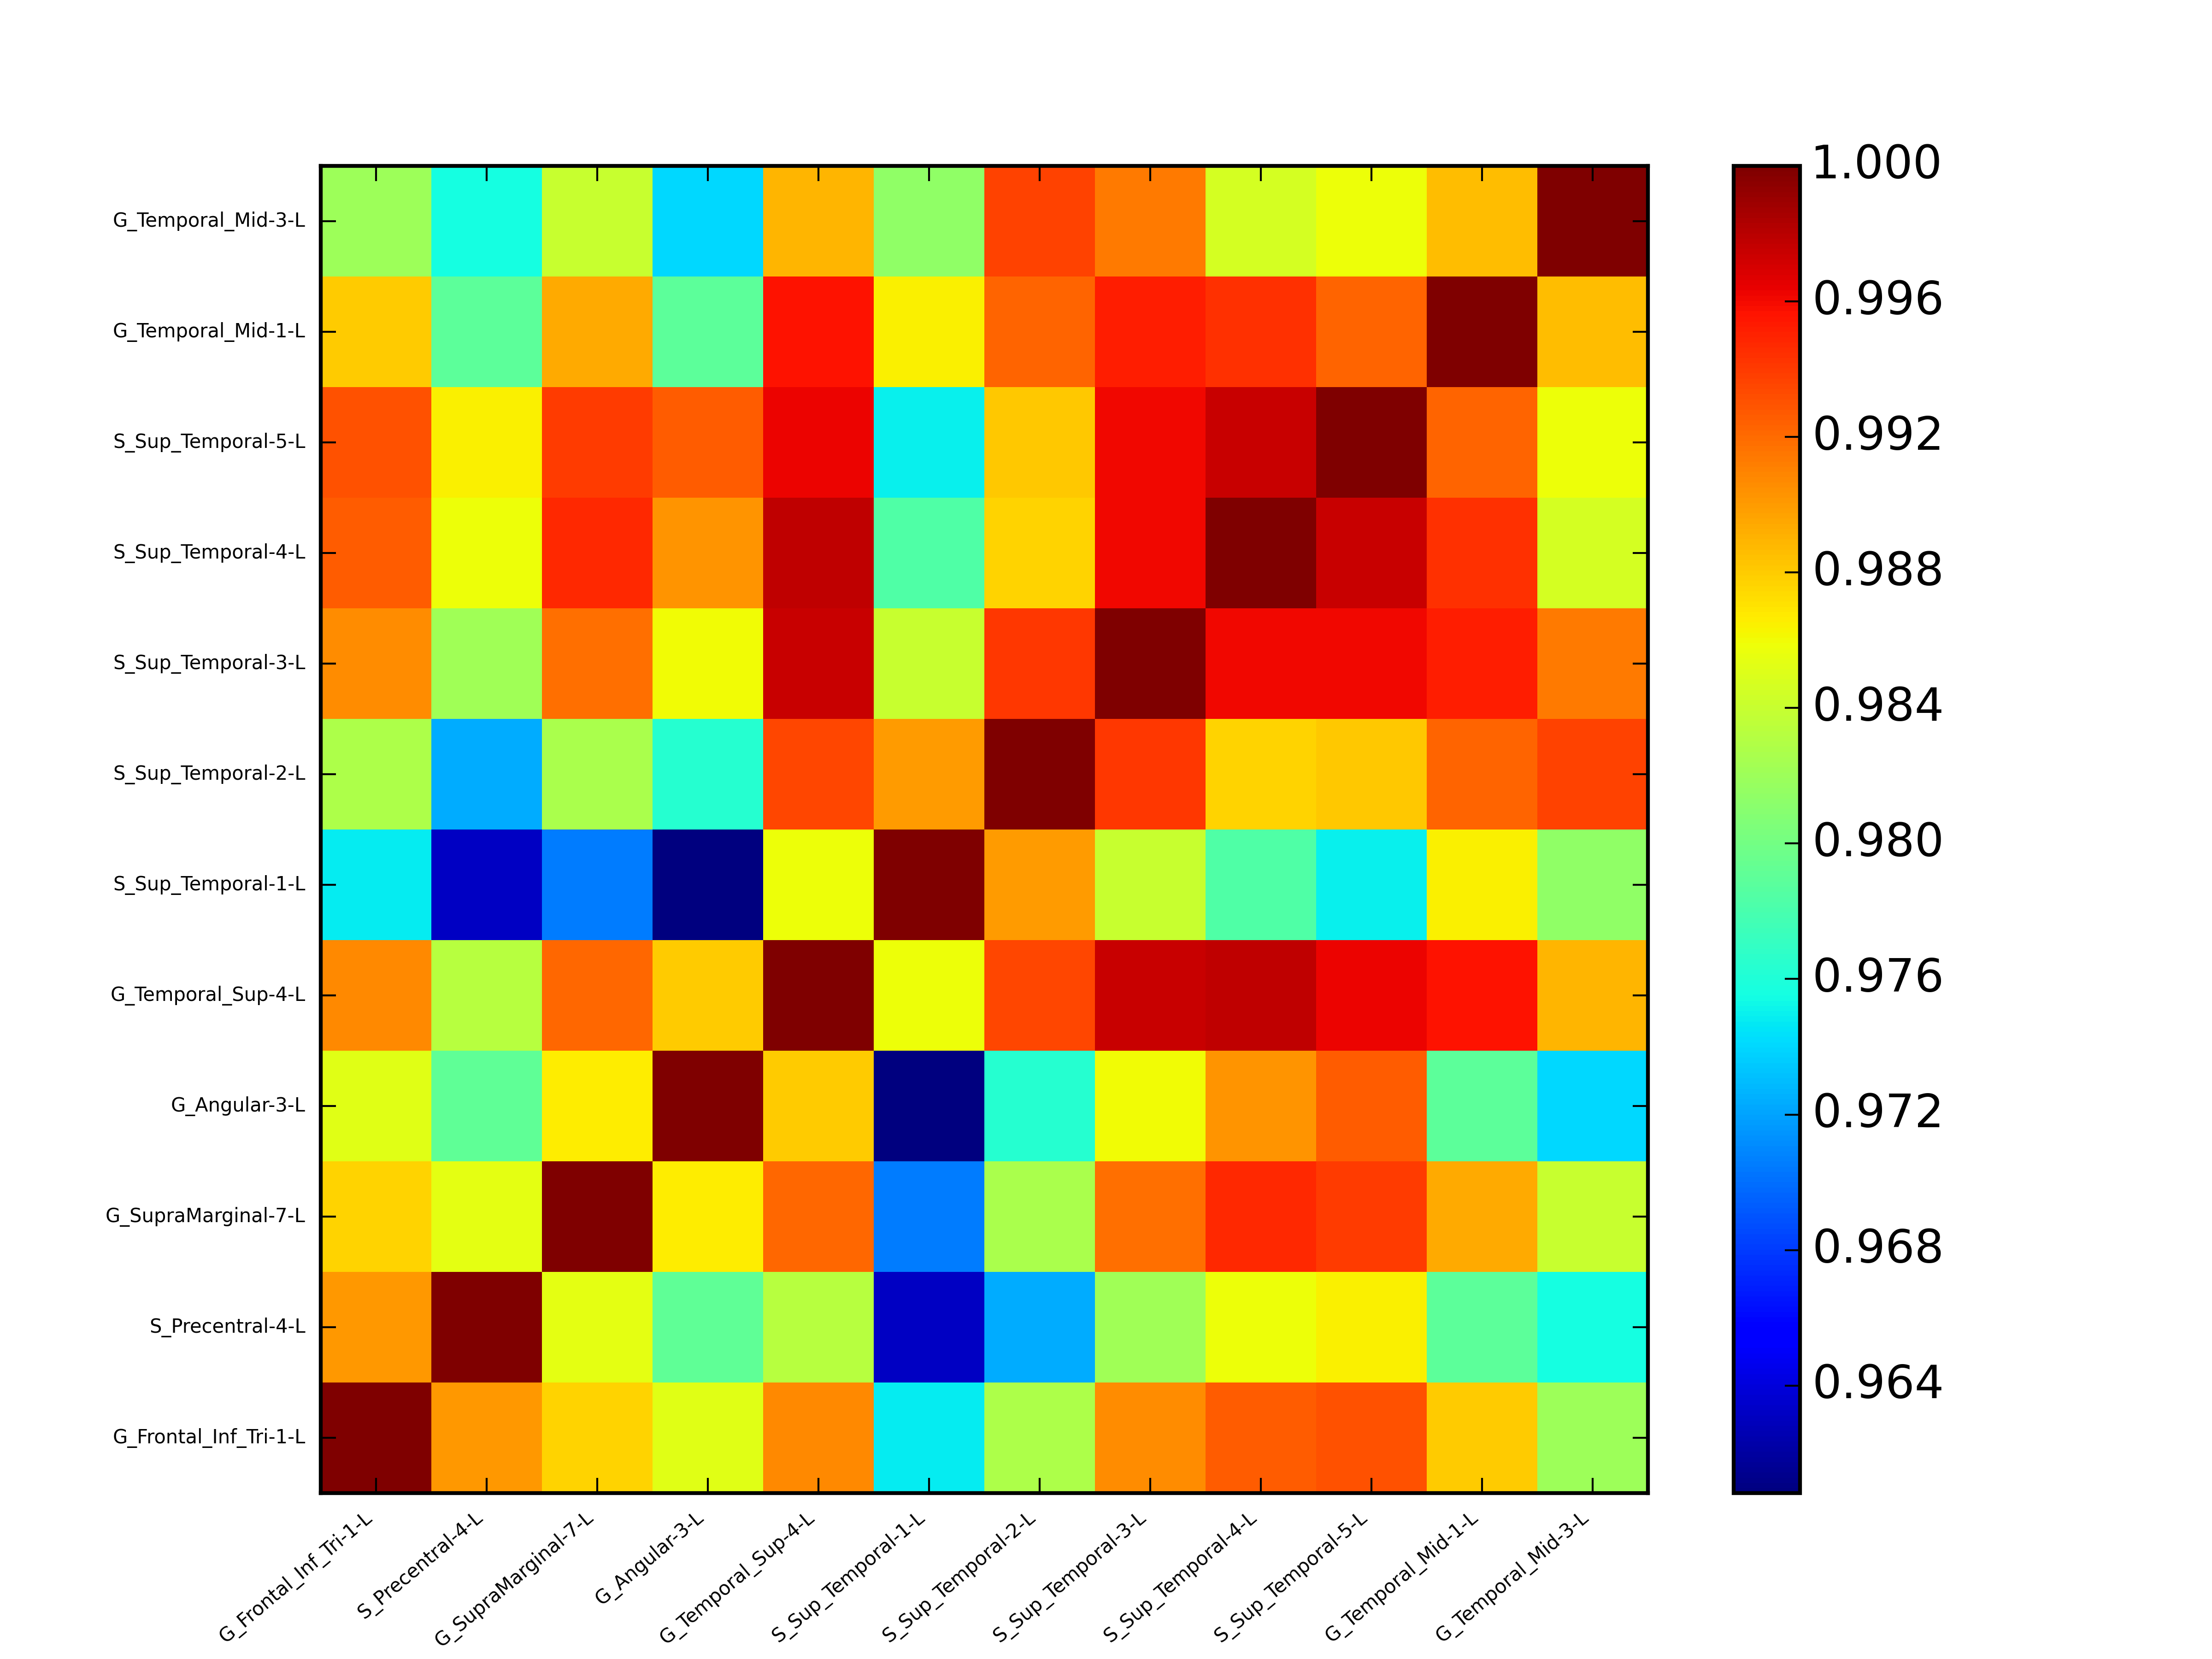 G_Temporal_Mid-3-L
G_Temporal_Mid-1-L
S_Sup_Temporal-5-L
S_Sup_Temporal-4-L
S_Sup_Temporal-3-L
S_Sup_Temporal-2-L
S_Sup_Temporal-1-L
G_Temporal_Sup-4-L
G_Angular-3-L
G_SupraMarginal-7-L
S_Precentral-4-L
G_Frontal_Inf_Tri-1-L
G_Frontal_Inf_Tri-1-L
S_Precentral-4-L
G_SupraMarginal-7-L
G_Angular-3-L
G_Temporal_Sup-4-L
S_Sup_Temporal-1-L
S_Sup_Temporal-2-L
S_Sup_Temporal-3-L
S_Sup_Temporal-4-L
S_Sup_Temporal-5-L
G_Temporal_Mid-1-L
G_Temporal_Mid-3-L
1.000
0.996
0.992
0.988
0.984
0.980
0.976
0.972
0.968
0.964